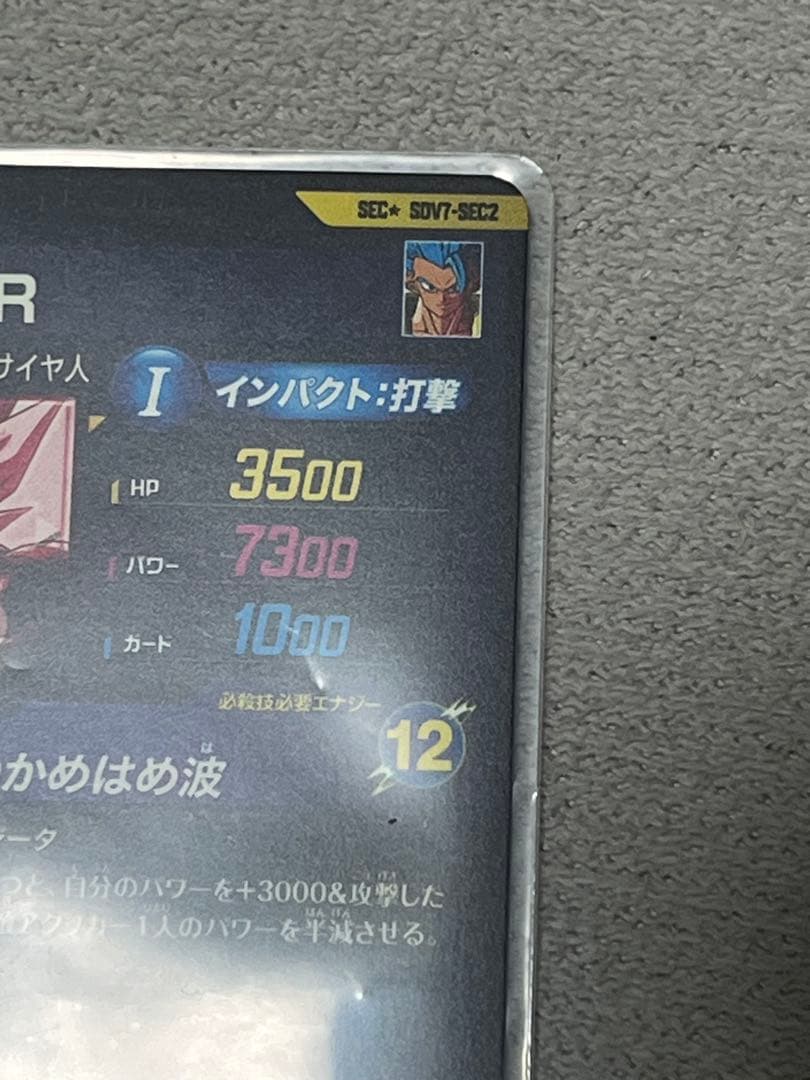 SEC★ SDV7-SEC2
R
サイヤ人
I インパクト:打撃
HP 3500
パワー 7300
ガード 1000
必殺技必要エナジー
12
かめはめ波
は
ータ
つと、自分のパワーを+3000&攻撃した
アタッカー1人のパワーを半減させる。